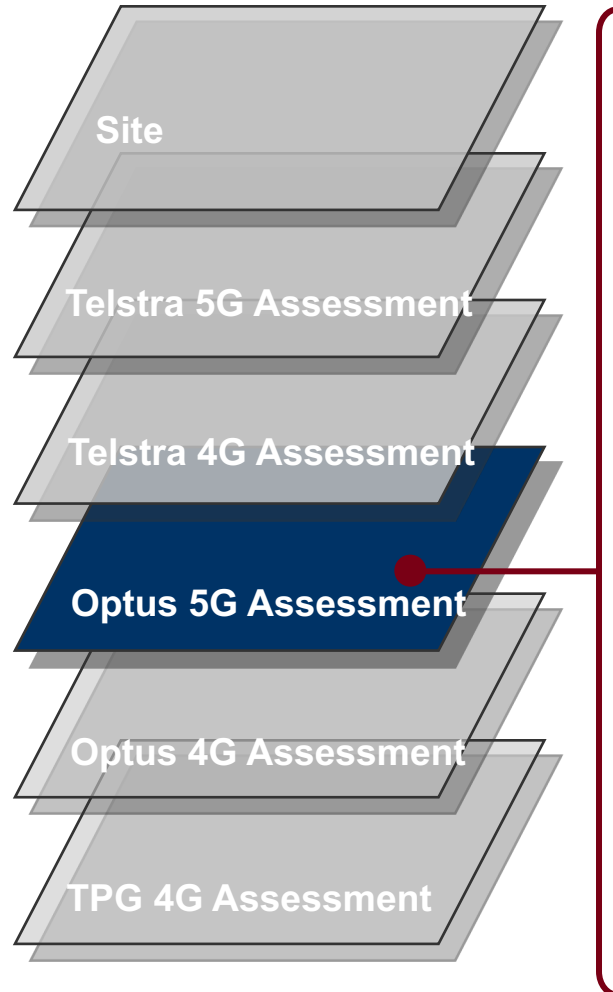 Site
Telstra 5G Assessment
Telstra 4G Assessment
Optus 5G Assessment
Optus 4G Assessment
TPG 4G Assessment